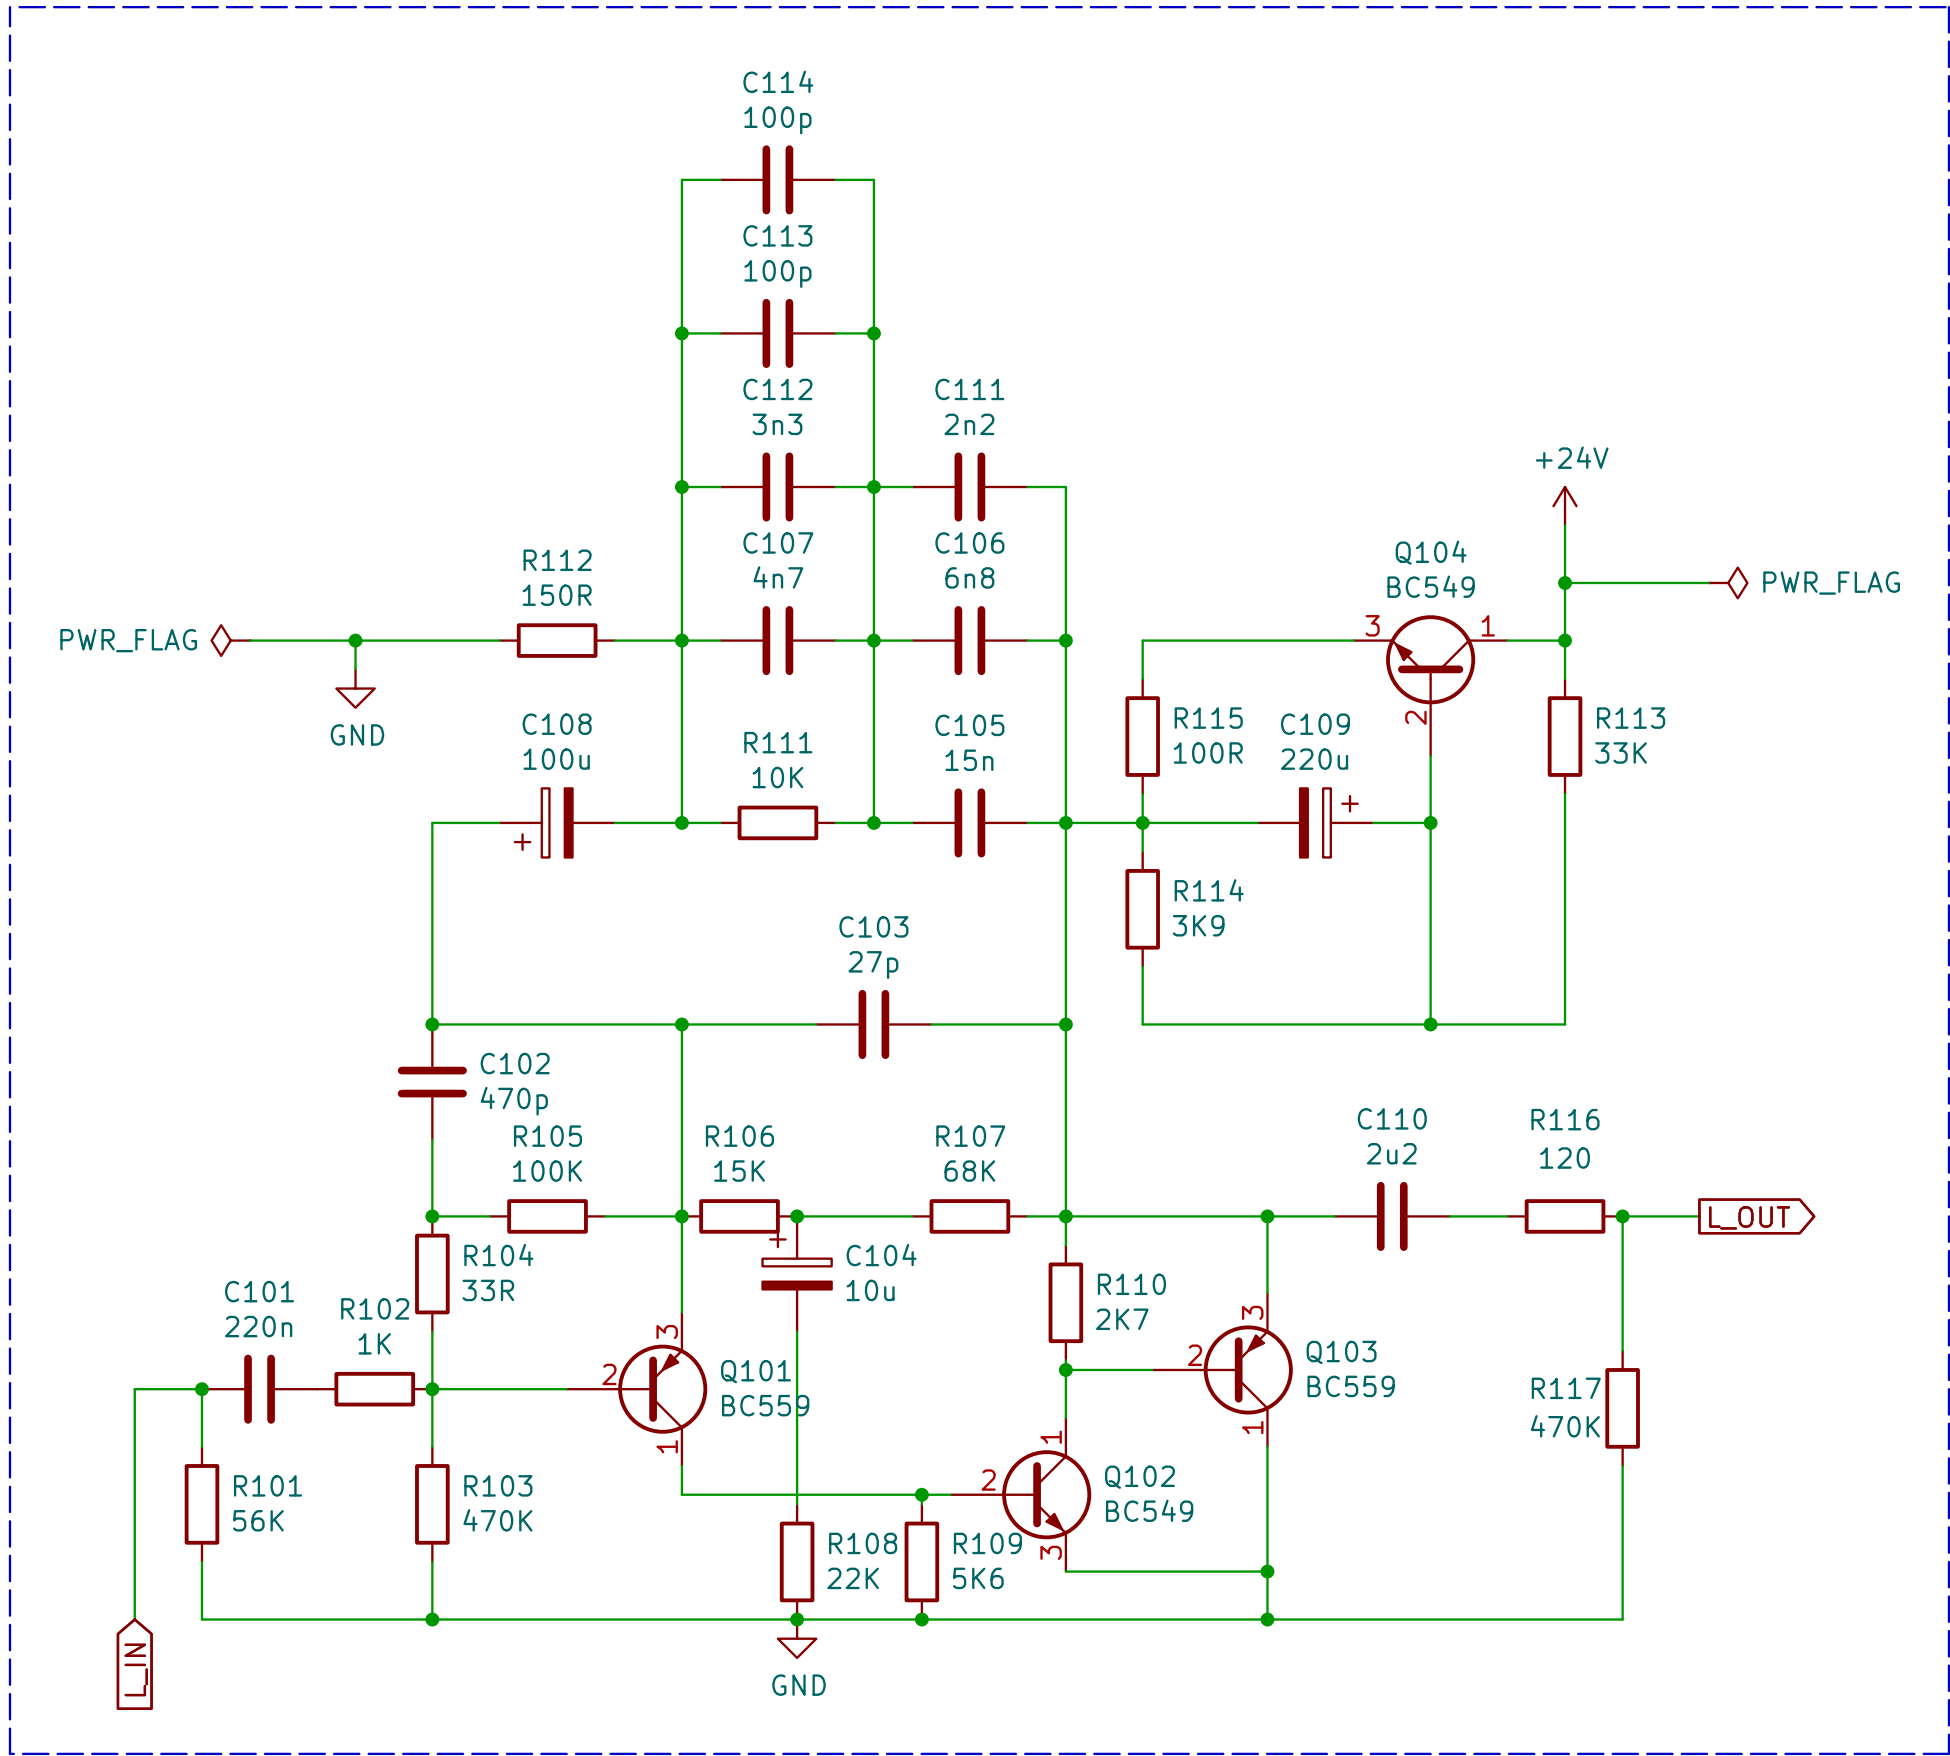 C114
100p
C113
100p
C112
3n3
C111
2n2
+24V
C107
4n7
C106
6n8
Q104
BC549
3
1
2
PWR_FLAG
R112
150R
PWR_FLAG
GND
C108
100u
+
R111
10K
C105
15n
R115
100R
C109
220u
+
R113
33K
R114
3K9
C103
27p
C102
470p
R105
100K
R106
15K
R107
68K
C110
2u2
R116
120
L_OUT
R104
33R
+
C104
10u
R110
2K7
C101
220n
R102
1K
3
2
1
Q101
BC559
3
2
1
Q103
BC559
R117
470K
R101
56K
R103
470K
1
2
3
Q102
BC549
R108
22K
R109
5K6
L_IN
GND